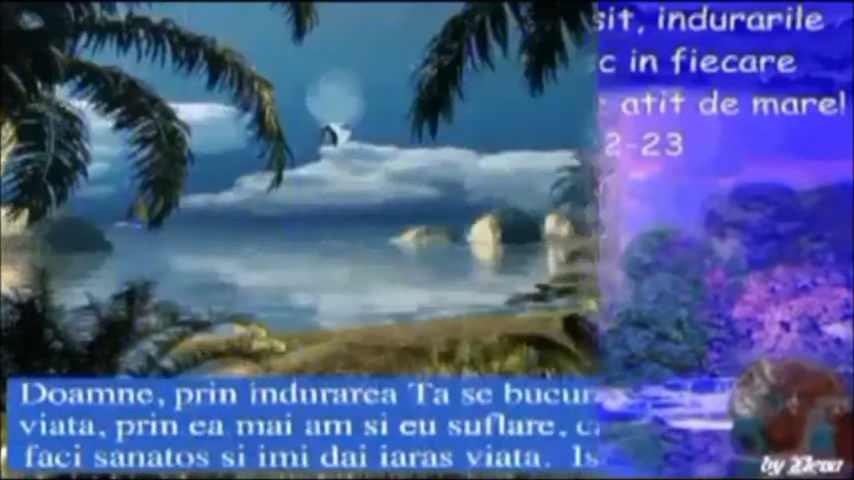 sit, indurarile
c in fiecare
atit de mare!
2-23
Doamne, prin indurarea Ta se bucur
viata, prin ea mai am si eu suflare, c
faci sanatos si imi dai iaras viata. Is
by